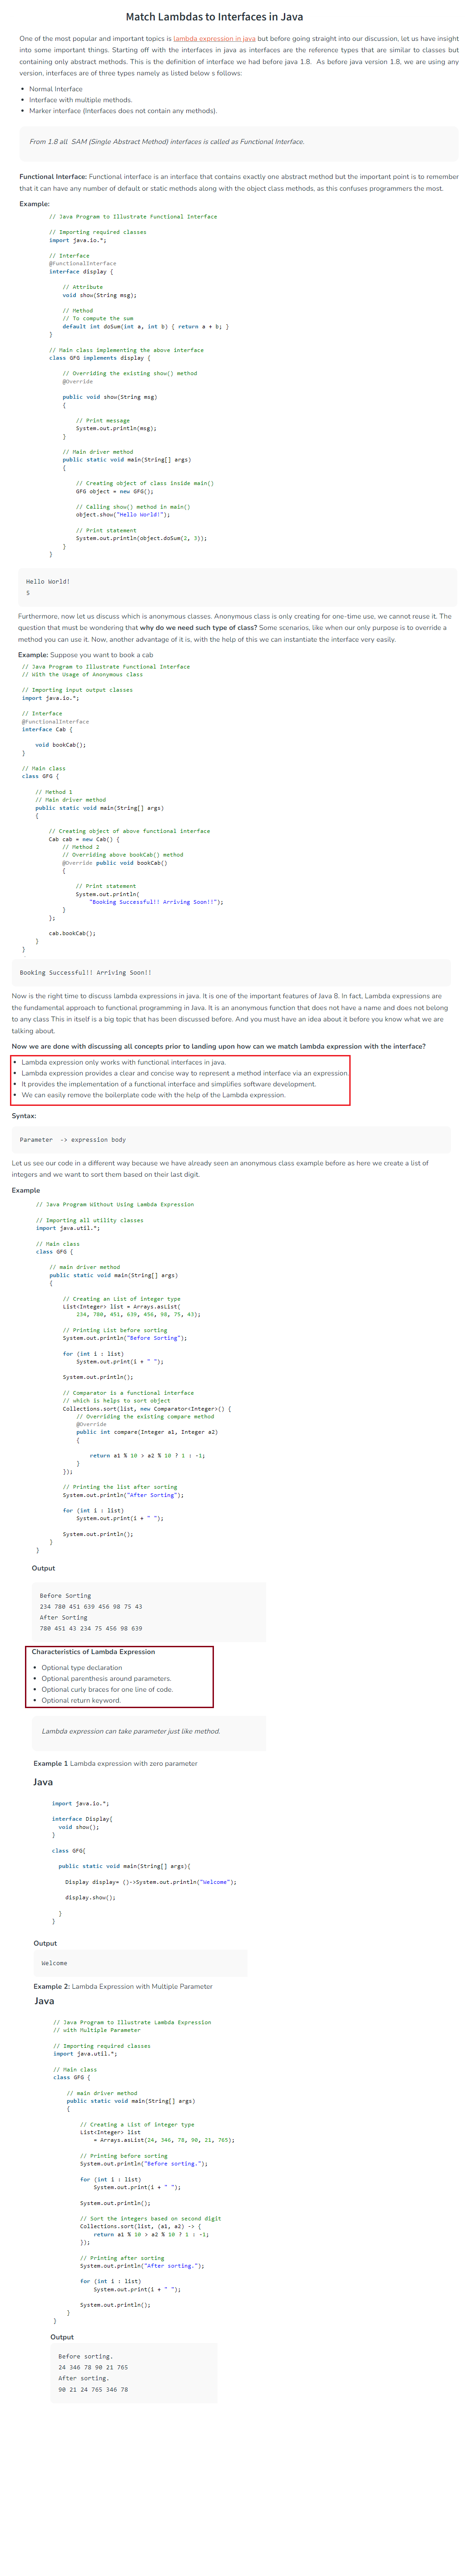 Match Lambdas to Interfaces in Java
One of the most popular and important topics is lambda expression in java but before going straight into our discussion, let us have insight
into some important things. Starting off with the interfaces in java as interfaces are the reference types that are similar to classes but
containing only abstract methods. This is the definition of interface we had before java 1.8.  As before java version 1.8, we are using any
version, interfaces are of three types namely as listed below s follows:
• Normal Interface
• Interface with multiple methods.
• Marker interface (Interfaces does not contain any methods).
From 1.8 all  SAM (Single Abstract Method) interfaces is called as Functional Interface.
Functional Interface: Functional interface is an interface that contains exactly one abstract method but the important point is to remember
that it can have any number of default or static methods along with the object class methods, as this confuses programmers the most.
Example:
// Java Program to Illustrate Functional Interface
// Importing required classes
import java.io.*;
// Interface
@FunctionalInterface
interface display {
// Attribute
void show(String msg);
// Method
// To compute the sum
default int doSum(int a, int b) { return a + b; }
}
// Main class implementing the above interface
class GFG implements display {
// Overriding the existing show() method
@Override
public void show(String msg)
{
// Print message
System.out.println(msg);
}
// Main driver method
public static void main(String[] args)
{
// Creating object of class inside main()
GFG object = new GFG();
// Calling show() method in main()
object.show("Hello World!");
// Print statement
System.out.println(object.doSum(2, 3));
}
}
Hello World!
5
Furthermore, now let us discuss which is anonymous classes. Anonymous class is only creating for one-time use, we cannot reuse it. The
question that must be wondering that why do we need such type of class? Some scenarios, like when our only purpose is to override a
method you can use it. Now, another advantage of it is, with the help of this we can instantiate the interface very easily.
Example: Suppose you want to book a cab
// Java Program to Illustrate Functional Interface
// With the Usage of Anonymous class
// Importing input output classes
import java.io.*;
// Interface
@FunctionalInterface
interface Cab {
void bookCab();
}
// Main class
class GFG {
// Method 1
// Main driver method
public static void main(String[] args)
{
// Creating object of above functional interface
Cab cab = new Cab() {
// Method 2
// Overriding above bookCab() method
@Override public void bookCab()
{
// Print statement
System.out.println(
"Booking Successful!! Arriving Soon!!");
}
};
cab.bookCab();
}
}
Booking Successful!! Arriving Soon!!
Now is the right time to discuss lambda expressions in java. It is one of the important features of Java 8. In fact, Lambda expressions are
the fundamental approach to functional programming in Java. It is an anonymous function that does not have a name and does not belong
to any class This in itself is a big topic that has been discussed before. And you must have an idea about it before you know what we are
talking about.
Now we are done with discussing all concepts prior to landing upon how can we match lambda expression with the interface?
• Lambda expression only works with functional interfaces in java.
• Lambda expression provides a clear and concise way to represent a method interface via an expression.
• It provides the implementation of a functional interface and simplifies software development.
• We can easily remove the boilerplate code with the help of the Lambda expression.
Syntax:
Parameter  -> expression body
Let us see our code in a different way because we have already seen an anonymous class example before as here we create a list of
integers and we want to sort them based on their last digit.
Example
// Java Program Without Using Lambda Expression
// Importing all utility classes
import java.util.*;
// Main class
class GFG {
// main driver method
public static void main(String[] args)
{
// Creating an List of integer type
List<Integer> list = Arrays.asList(
234, 780, 451, 639, 456, 98, 75, 43);
// Printing List before sorting
System.out.println("Before Sorting");
for (int i : list)
System.out.print(i + " ");
System.out.println();
// Comparator is a functional interface
// which is helps to sort object
Collections.sort(list, new Comparator<Integer>() {
// Overriding the existing compare method
@Override
public int compare(Integer a1, Integer a2)
{
return a1 % 10 > a2 % 10 ? 1 : -1;
}
});
// Printing the list after sorting
System.out.println("After Sorting");
for (int i : list)
System.out.print(i + " ");
System.out.println();
}
}
Output
Before Sorting
234 780 451 639 456 98 75 43
After Sorting
780 451 43 234 75 456 98 639
Characteristics of Lambda Expression
• Optional type declaration
• Optional parenthesis around parameters.
• Optional curly braces for one line of code.
• Optional return keyword.
Lambda expression can take parameter just like method.
Example 1 Lambda expression with zero parameter
Java
import java.io.*;
interface Display{
void show();
}
class GFG{
public static void main(String[] args){
Display display= ()->System.out.println("Welcome");
display.show();
}
}
Output
Welcome
Example 2: Lambda Expression with Multiple Parameter
Java
// Java Program to Illustrate Lambda Expression
// with Multiple Parameter
// Importing required classes
import java.util.*;
// Main class
class GFG {
// main driver method
public static void main(String[] args)
{
// Creating a List of integer type
List<Integer> list
= Arrays.asList(24, 346, 78, 90, 21, 765);
// Printing before sorting
System.out.println("Before sorting.");
for (int i : list)
System.out.print(i + " ");
System.out.println();
// Sort the integers based on second digit
Collections.sort(list, (a1, a2) -> {
return a1 % 10 > a2 % 10 ? 1 : -1;
});
// Printing after sorting
System.out.println("After sorting.");
for (int i : list)
System.out.print(i + " ");
System.out.println();
}
}
Output
Before sorting.
24 346 78 90 21 765
After sorting.
90 21 24 765 346 78